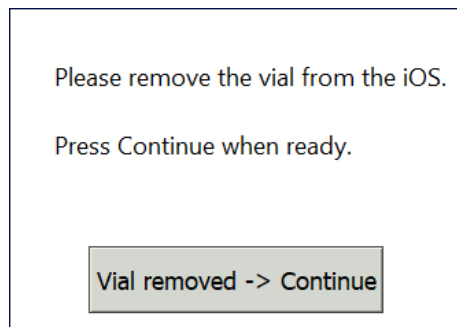 Please remove the vial from the iOS.
Press Continue when ready.
Vial removed -> Continue